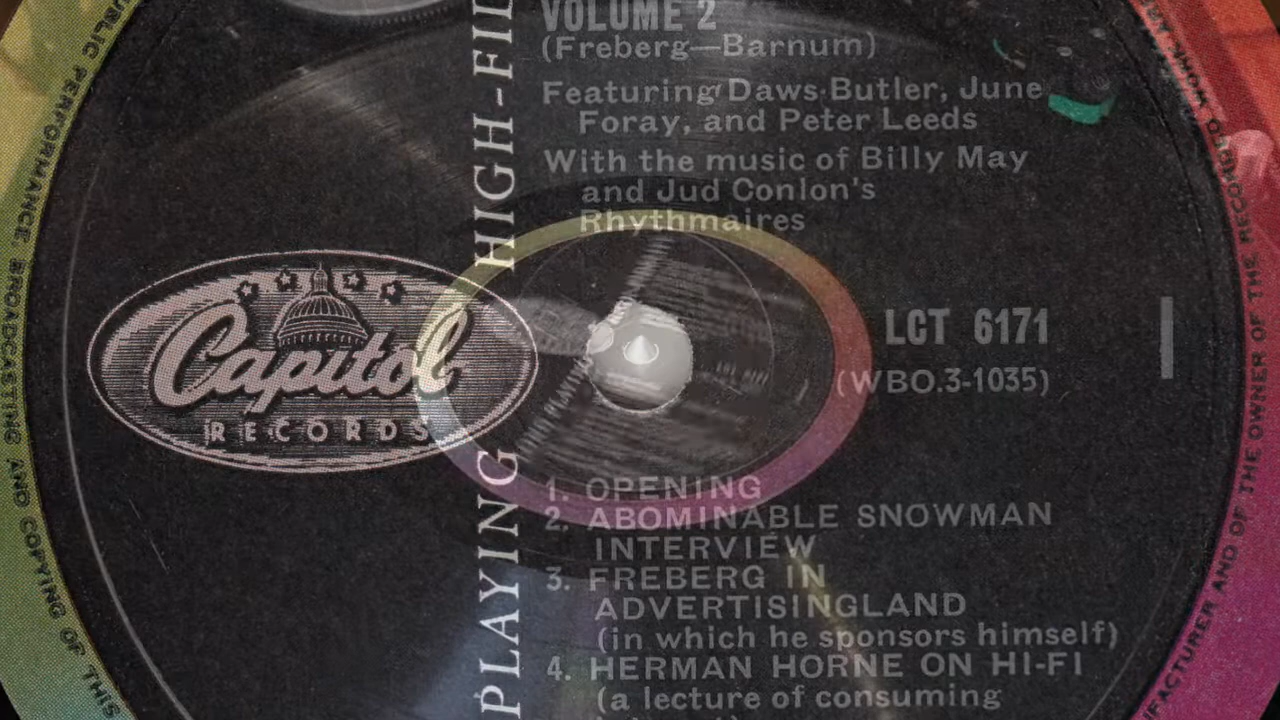 VOLUME 2
(Freberg—Barnum)
Featuring Daws Butler, June
Foray, and Peter Leeds
With the music of Billy May
and Jud Conlon's
Rhythmaires
Capitol
RECORDS
LCT 6171
(WBO.3-1035)
1
1. OPENING
2. ABOMINABLE SNOWMAN
INTERVIEW
3. FREBERG IN
ADVERTISINGLAND
(in which he sponsors himself)
4. HERMAN HORNE ON HI-FI
(a lecture of consuming
PLAYING
HIGH-FI
PUBLIC PERFORMANCE BROADCASTING AND COPYING OF THIS
MANUFACTURER AND OF THE OWNER OF THE RECORDED WORK